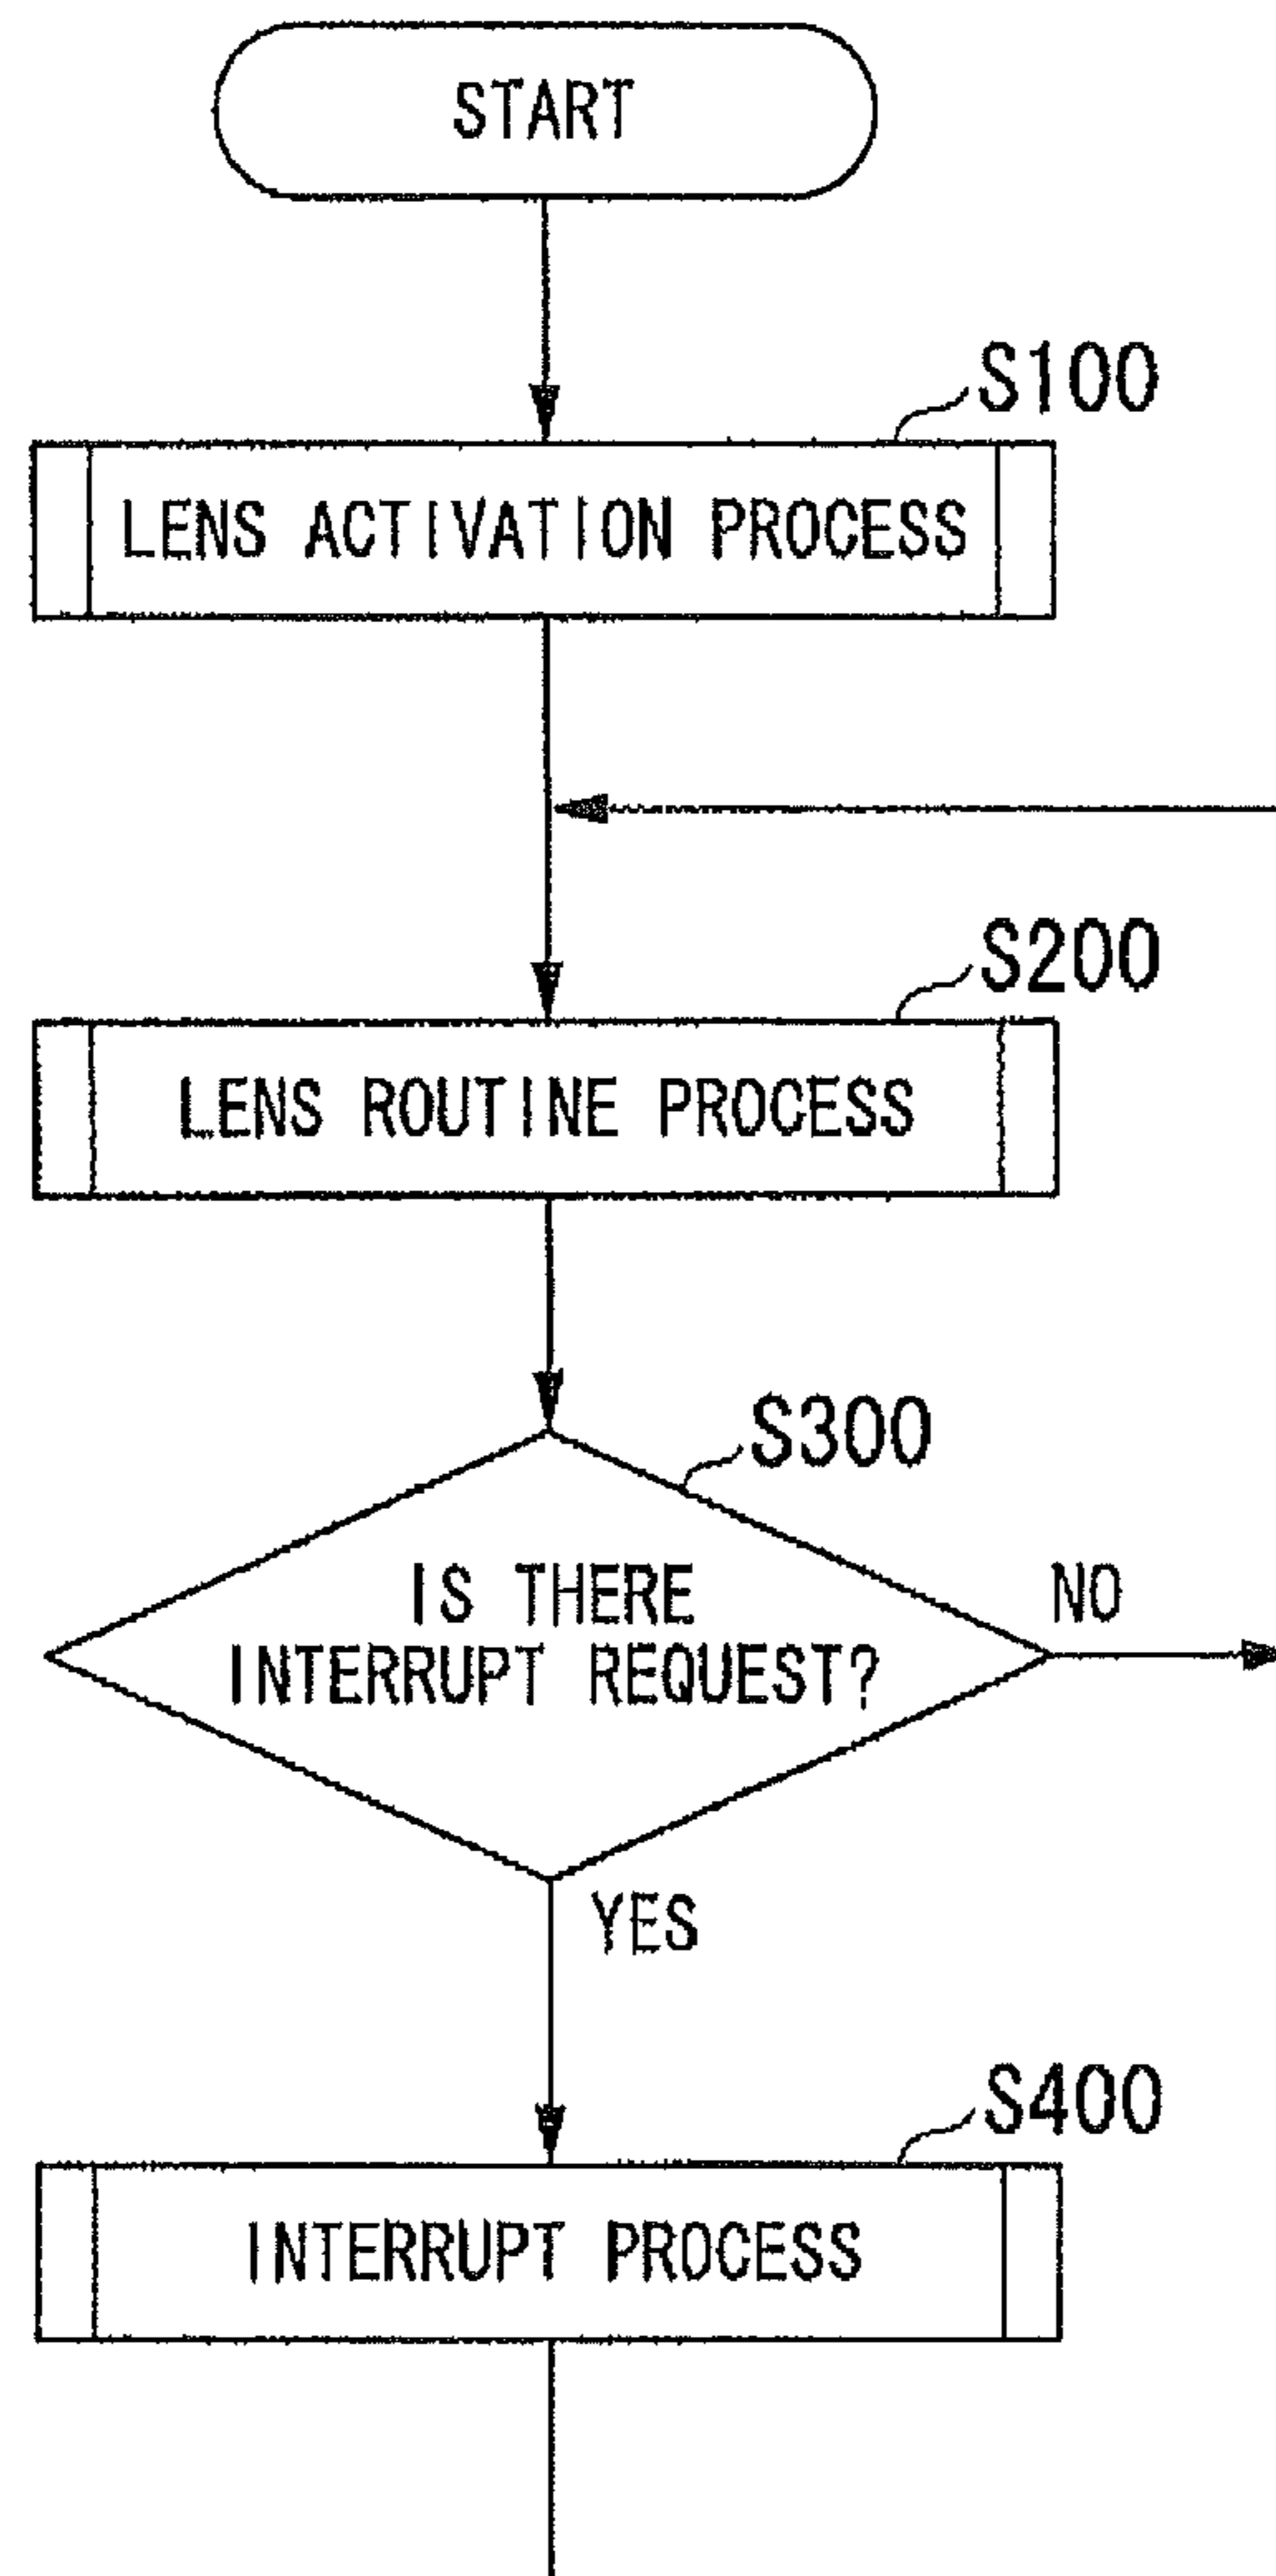 START
S100
LENS ACTIVATION PROCESS
S200
LENS ROUTINE PROCESS
S300
IS THERE
INTERRUPT REQUEST?
NO
YES
S400
INTERRUPT PROCESS